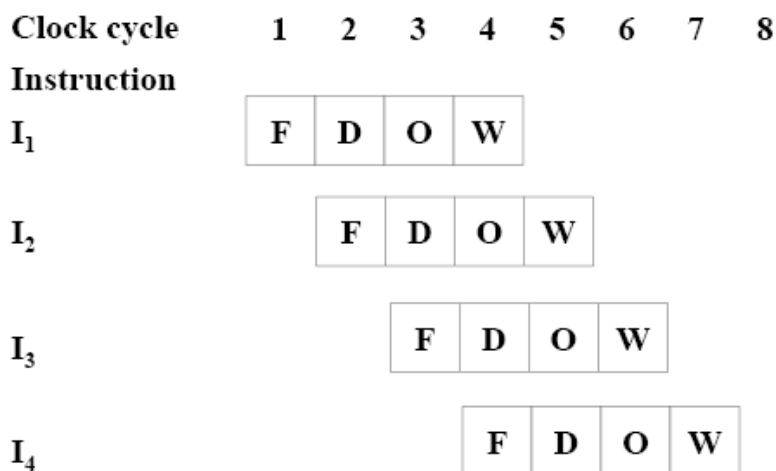 Clock cycle 1 2 3 4 5 6 7 8
Instruction
I₁ F D O W
I₂ F D O W
I₃ F D O W
I₄ F D O W